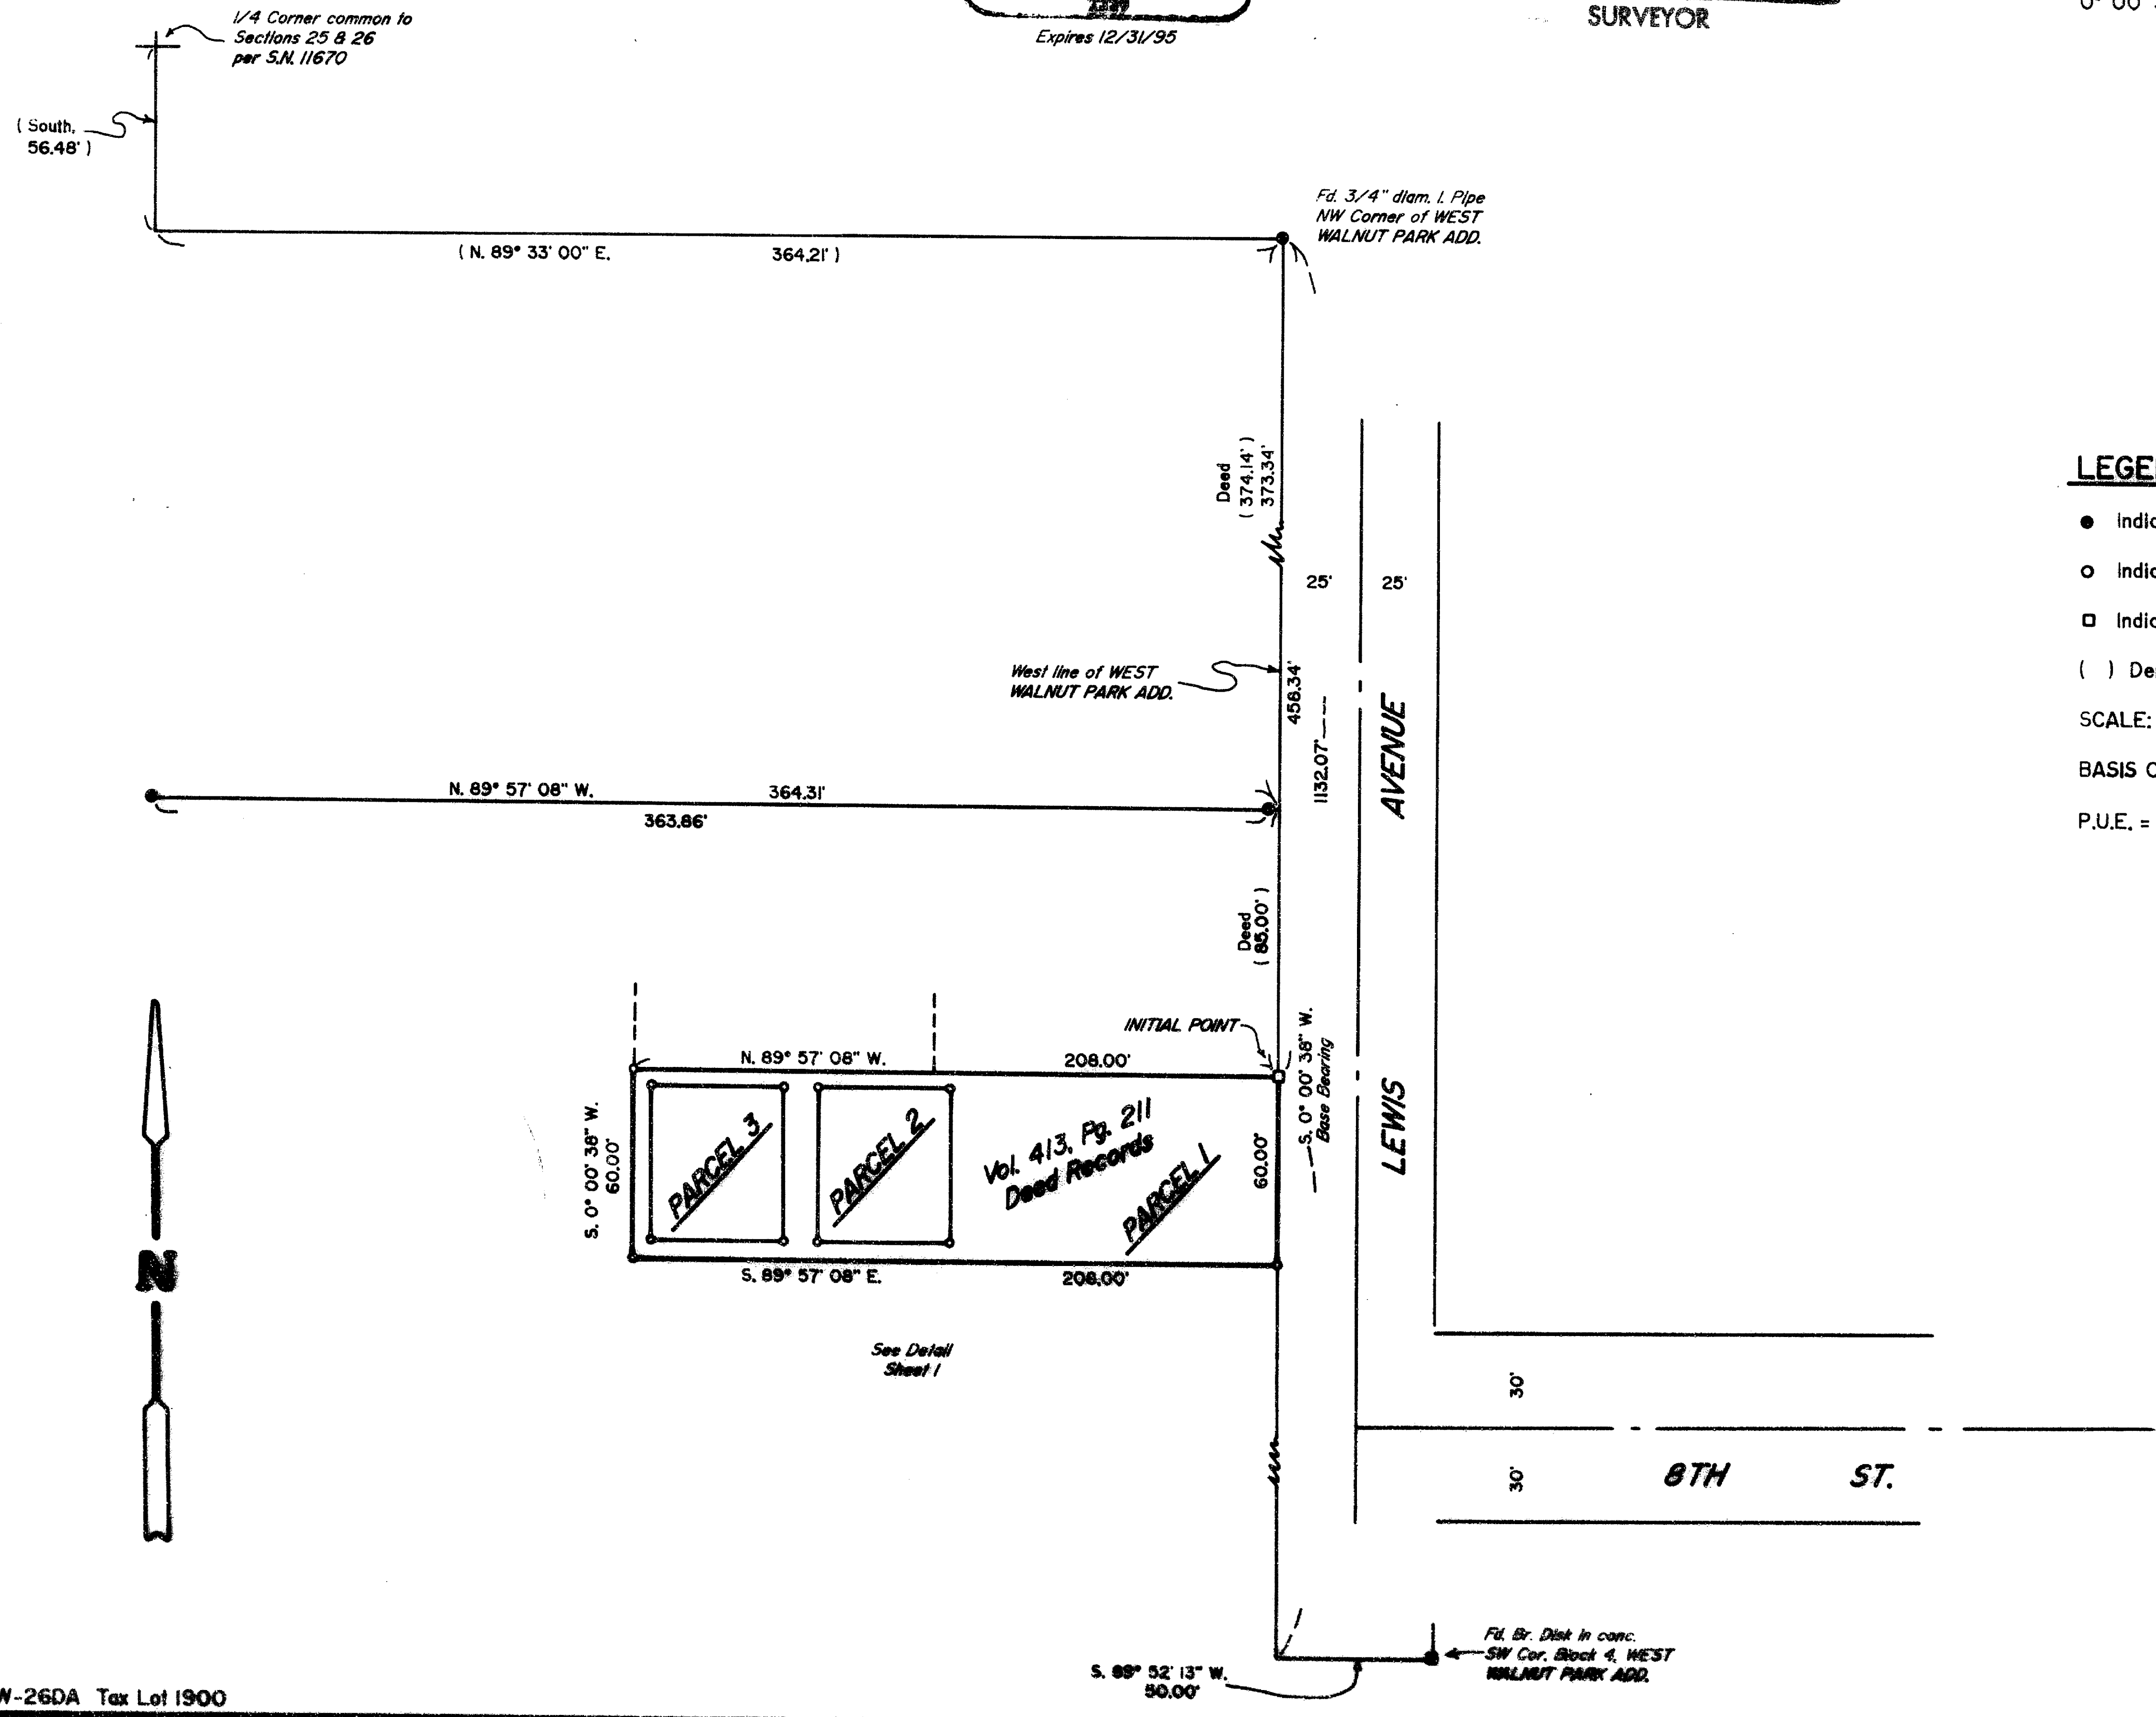 1/4 Corner common to
Sections 25 & 26
per S.N. 11670
Expires 12/31/95
SURVEYOR
( South,
56.48' )
Fd. 3/4" diam. I. Pipe
NW Corner of WEST
WALNUT PARK ADD.
( N. 89° 33' 00" E. 364.21' )
Deed
( 374.14' )
373.34'
LEGE
● Indic
○ Indic
□ Indic
( ) De
SCALE:
BASIS O
P.U.E. =
25' 25'
West line of WEST
WALNUT PARK ADD.
458.34'
1132.07'
LEWIS AVENUE
N. 89° 57' 08" W. 364.31'
363.86'
Deed
( 85.00' )
INITIAL POINT
S. 0° 00' 38" W.
Base Bearing
N. 89° 57' 08" W. 208.00'
S. 0° 00' 38" W.
60.00'
PARCEL 3
PARCEL 2
Vol. 413, Pg. 211
Deed Records
PARCEL 1
60.00'
S. 89° 57' 08" E. 208.00'
N
See Detail
Sheet 1
30'
30'
8TH ST.
Fd. Br. Disk in conc.
SW Cor. Block 4, WEST
WALNUT PARK ADD.
S. 89° 52' 13" W.
50.00'
W-26DA Tax Lot 1900